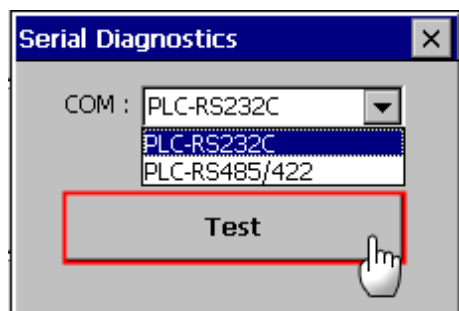 Serial Diagnostics
COM : PLC-RS232C
PLC-RS232C
PLC-RS485/422
Test